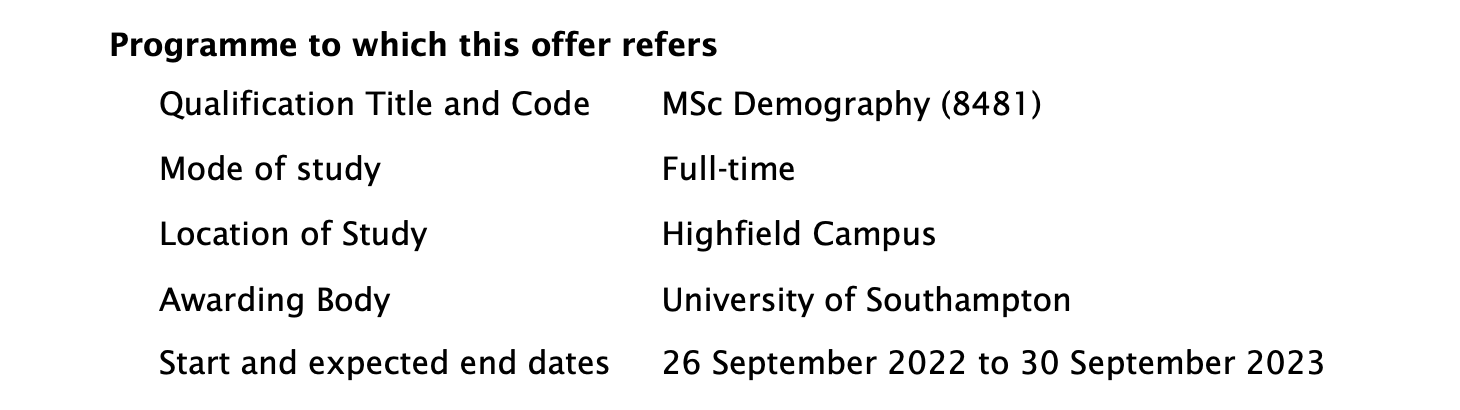 Programme to which this offer refers
Qualification Title and Code MSc Demography (8481)
Mode of study Full-time
Location of Study Highfield Campus
Awarding Body University of Southampton
Start and expected end dates 26 September 2022 to 30 September 2023